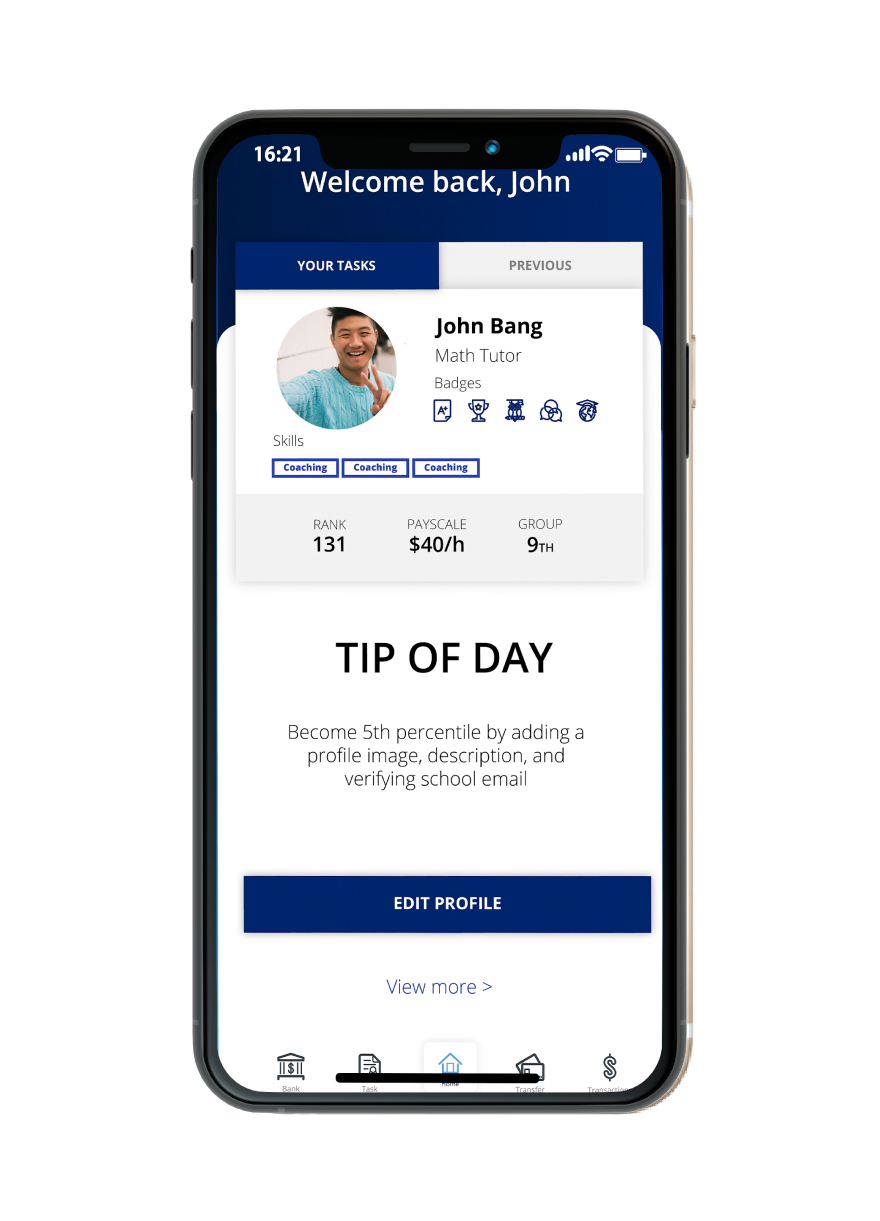 16:21
Welcome back, John
YOUR TASKS
PREVIOUS
John Bang
Math Tutor
Badges
A+
Skills
Coaching
Coaching
Coaching
RANK
PAYSCALE
GROUP
131
$40/h
9TH
TIP OF DAY
Become 5th percentile by adding a
profile image, description, and
verifying school email
EDIT PROFILE
View more >
$
$
Bank
Task
Home
Transfer
Transaction